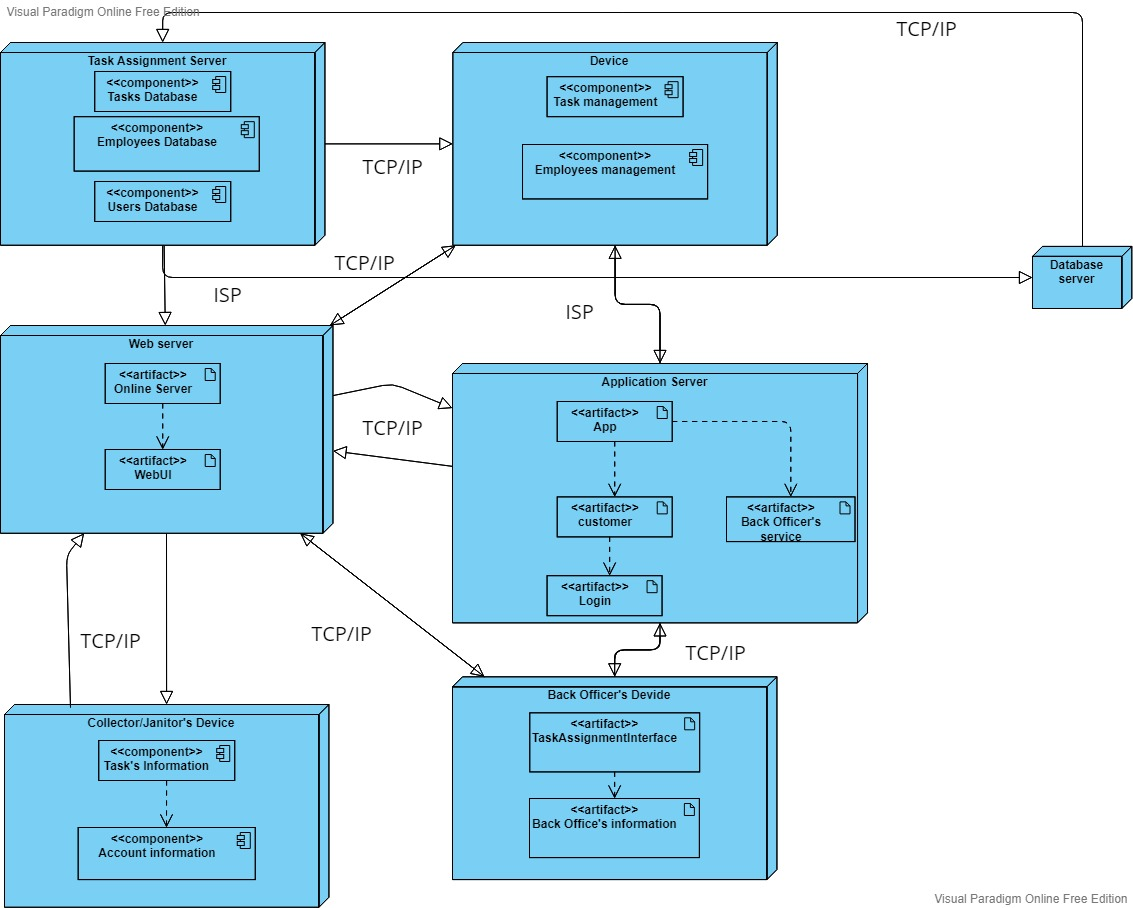 Visual Paradigm Online Free Edition
TCP/IP
Task Assignment Server
<<component>>
Tasks Database
<<component>>
Employees Database
<<component>>
Users Database
TCP/IP
Device
<<component>>
Task management
<<component>>
Employees management
Database
server
TCP/IP
ISP
ISP
Web server
<<artifact>>
Online Server
<<artifact>>
WebUI
TCP/IP
Application Server
<<artifact>>
App
<<artifact>>
customer
<<artifact>>
Back Officer's
service
<<artifact>>
Login
TCP/IP
TCP/IP
TCP/IP
Collector/Janitor's Device
<<component>>
Task's Information
<<component>>
Account information
Back Officer's Devide
<<artifact>>
TaskAssignmentInterface
<<artifact>>
Back Office's information
Visual Paradigm Online Free Edition